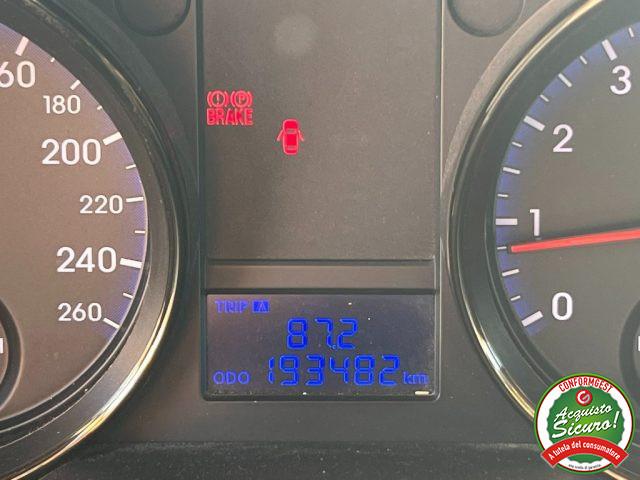 60
180
200
220
240
260
(!) (P)
BRAKE
3
2
1
0
TRIP A
87.2
ODO 193482 km
CONFORMGEST
Acquisto
Sicuro!
A tutela del consumatore